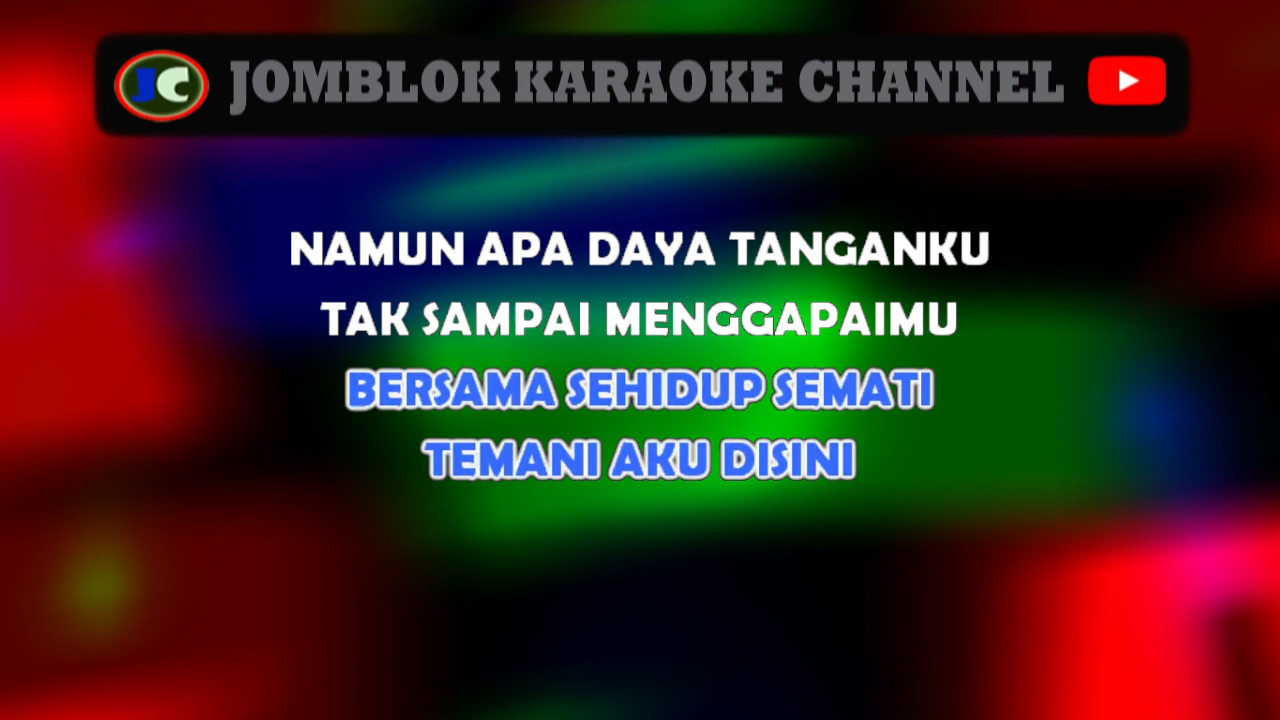 JC JOMBLOK KARAOKE CHANNEL
NAMUN APA DAYA TANGANKU
TAK SAMPAI MENGGAPAIMU
BERSAMA SEHIDUP SEMATI
TEMANI AKU DISINI